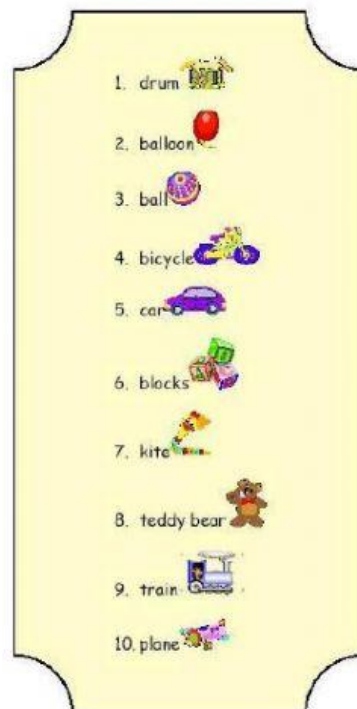 1. drum
2. balloon
3. ball
4. bicycle
5. car
6. blocks
7. kite
8. teddy bear
9. train
10. plane